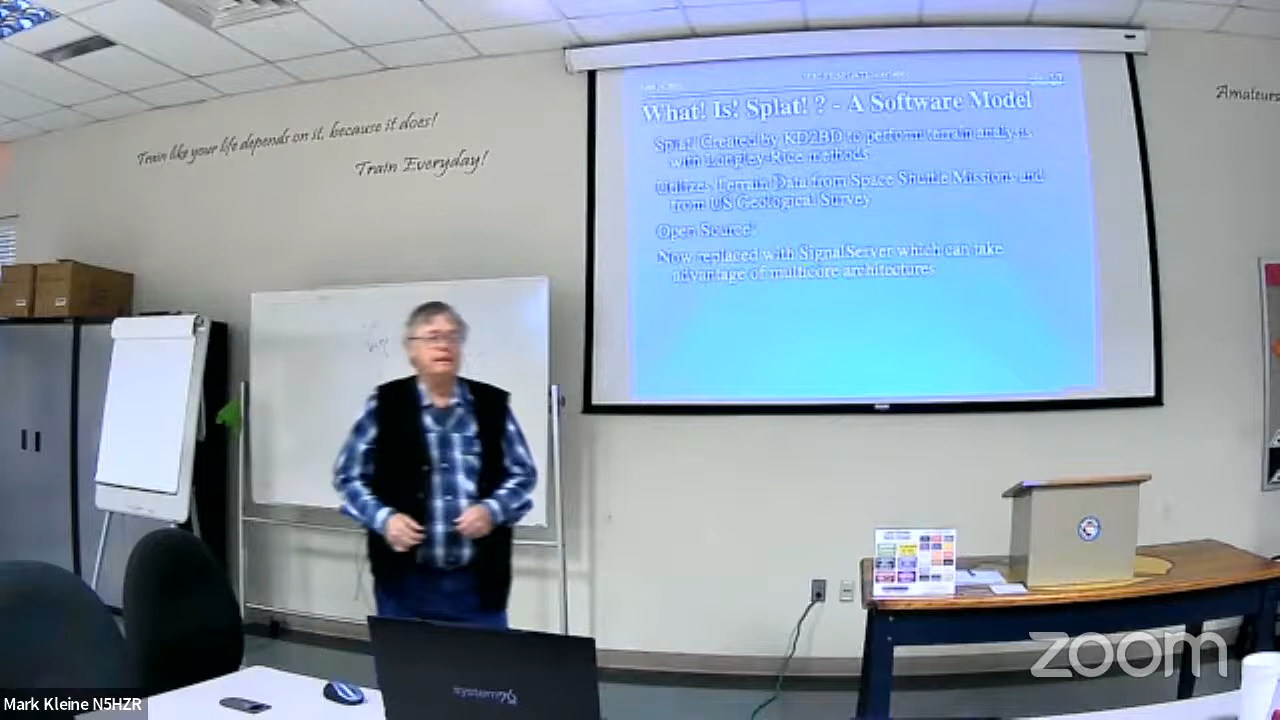 Train like your life depends on it, because it does!
Train Everyday!
Amateurs
What! Is! Splat! ? - A Software Model
Splat! Created by KD2BD to perform terrain analysis
with Longley-Rice methods
Utilizes Terrain Data from Space Shuttle Missions and
from US Geological Survey
Open Source!
Now replaced with SignalServer which can take
advantage of multicore architectures
zoom
Mark Kleine N5HZR